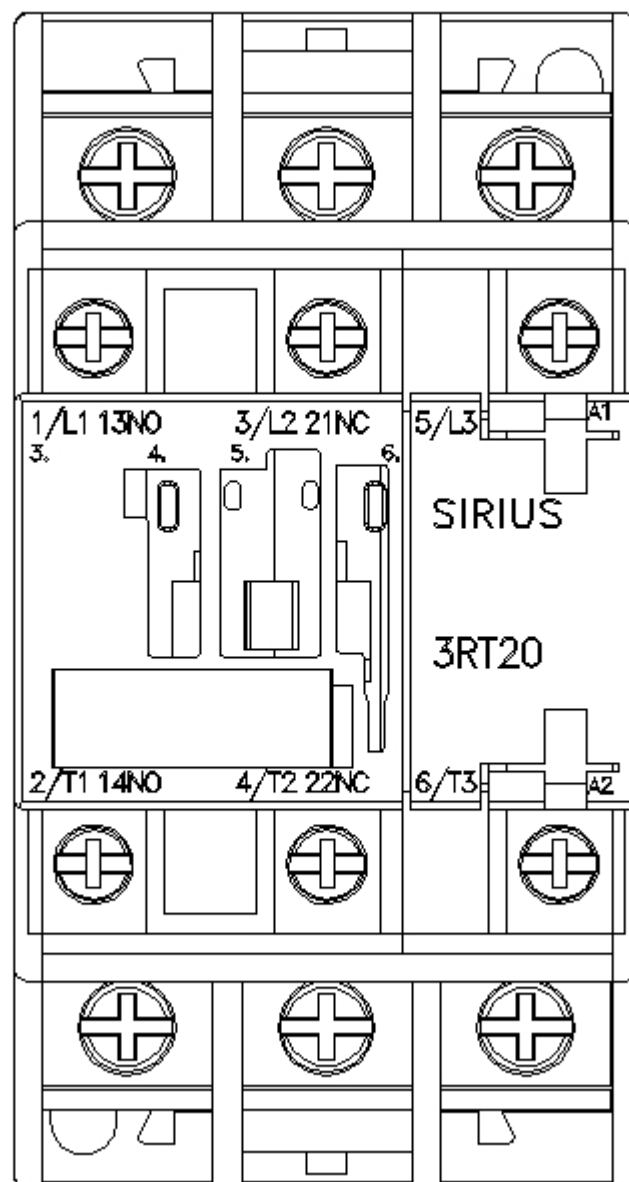 1/L1 13NO 3/L2 21NC 5/L3 A1
3. 4. 5. 6.
SIRIUS
3RT20
2/T1 14NO 4/T2 22NC 6/T3 A2